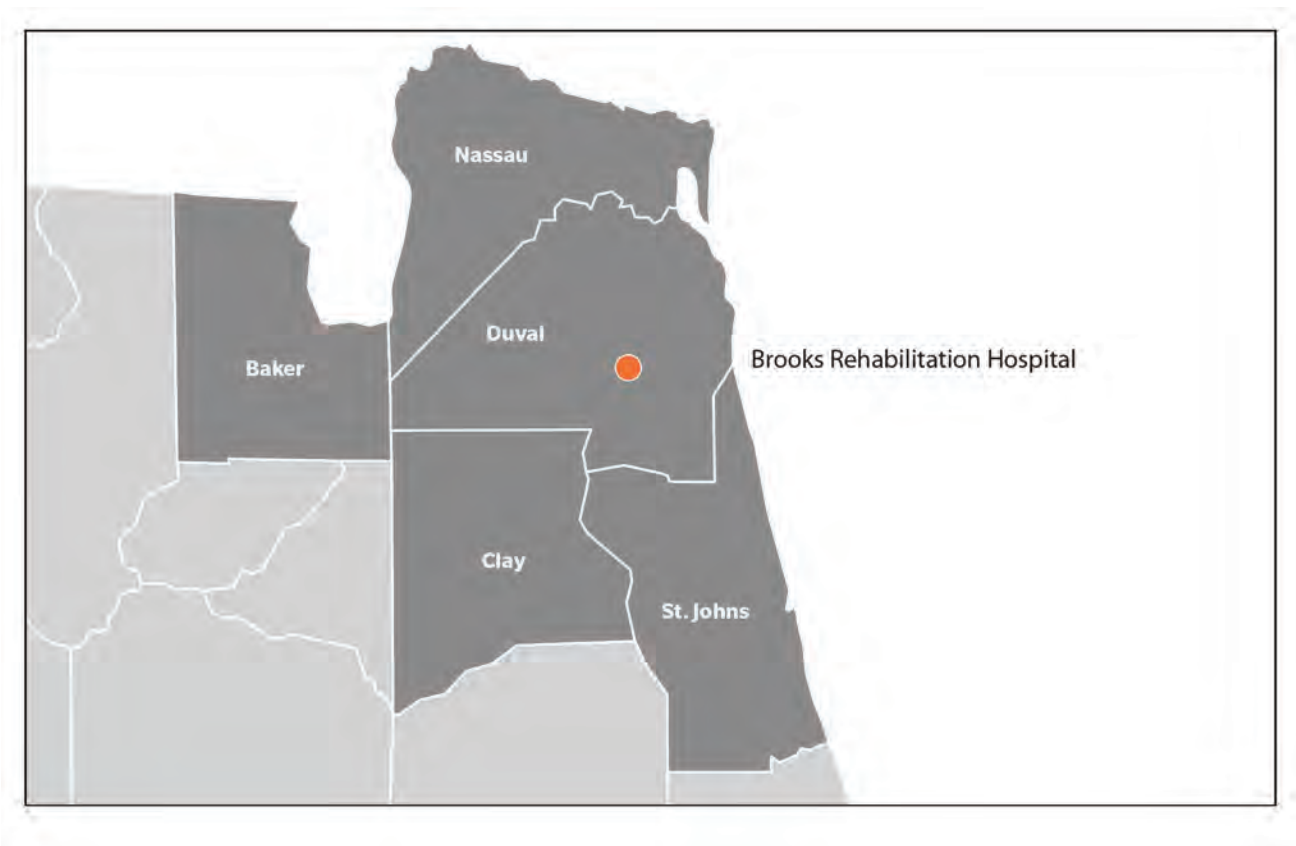 Nassau
Duval
Brooks Rehabilitation Hospital
Baker
Clay
St. Johns